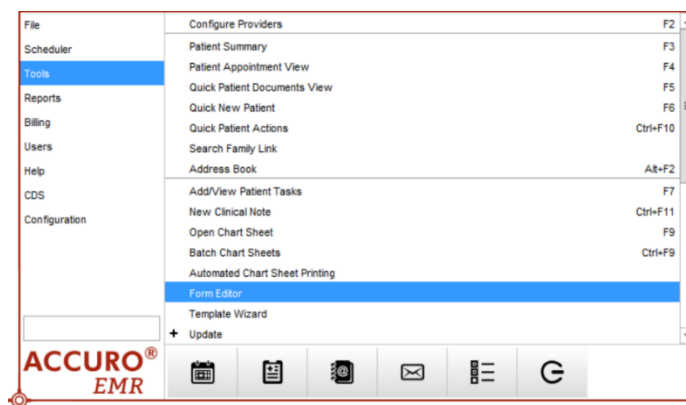 File
Scheduler
Tools
Reports
Billing
Users
Help
CDS
Configuration
Configure Providers F2
Patient Summary F3
Patient Appointment View F4
Quick Patient Documents View F5
Quick New Patient F6
Quick Patient Actions Ctrl+F10
Search Family Link
Address Book Alt+F2
Add/View Patient Tasks F7
New Clinical Note Ctrl+F11
Open Chart Sheet F9
Batch Chart Sheets Ctrl+F9
Automated Chart Sheet Printing
Form Editor
Template Wizard
+ Update
ACCURO®
EMR